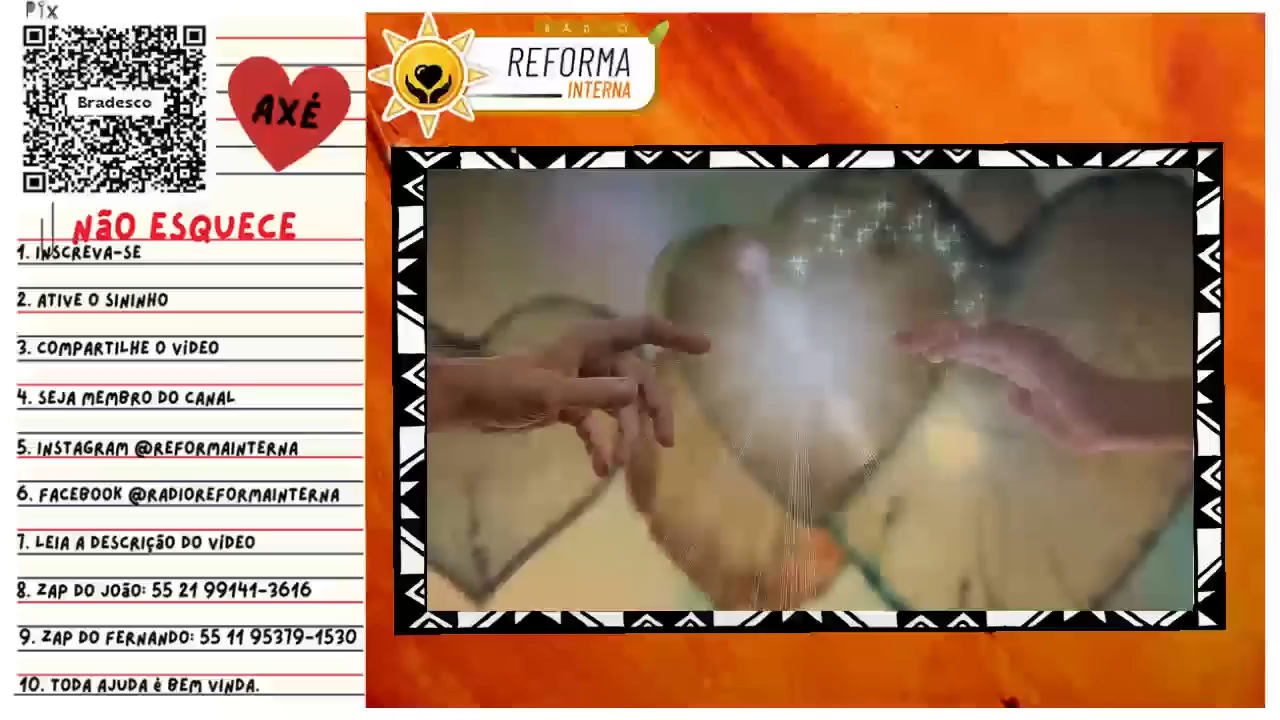 Pix
Bradesco
AXÉ
NÃO ESQUECE
1. INSCREVA-SE
2. ATIVE O SININHO
3. COMPARTILHE O VÍDEO
4. SEJA MEMBRO DO CANAL
5. INSTAGRAM @REFORMAINTERNA
6. FACEBOOK @RADIOREFORMAINTERNA
7. LEIA A DESCRIÇÃO DO VÍDEO
8. ZAP DO JOÃO: 55 21 99141-3616
9. ZAP DO FERNANDO: 55 11 95379-1530
10. TODA AJUDA É BEM VINDA.
RÁDIO
REFORMA
INTERNA